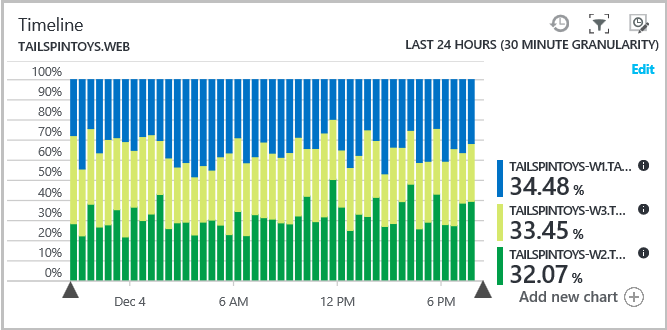 Timeline
TAILSPINTOYS.WEB
LAST 24 HOURS (30 MINUTE GRANULARITY)
Edit
100%
90%
80%
70%
60%
50%
40%
30%
20%
10%
0%
Dec 4
6 AM
12 PM
6 PM
TAILSPINTOYS-W1.TA...
34.48 %
TAILSPINTOYS-W3.T...
33.45 %
TAILSPINTOYS-W2.T...
32.07 %
Add new chart